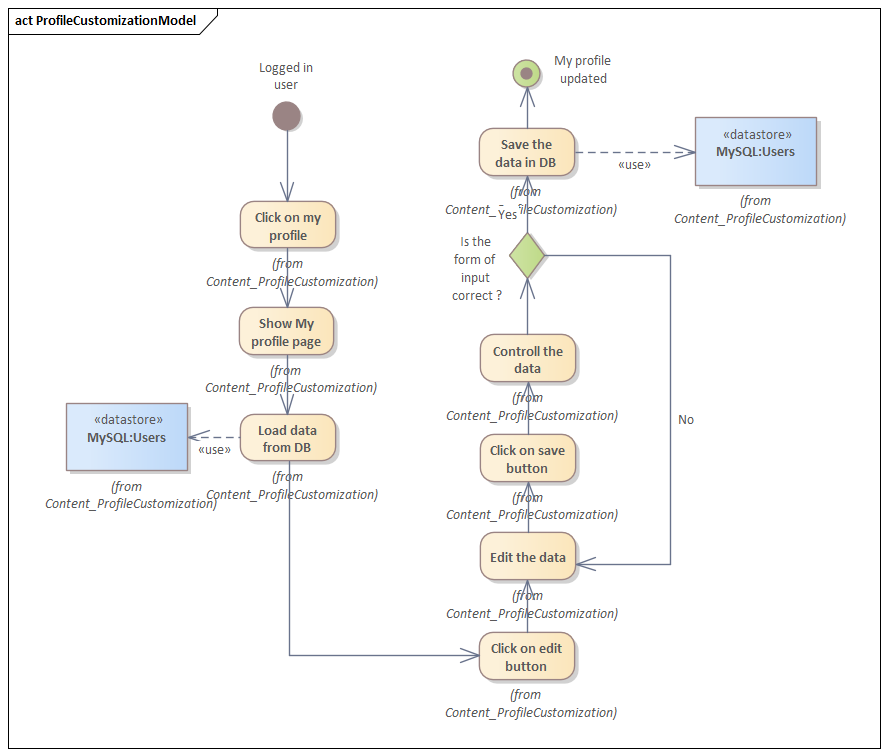 act ProfileCustomizationModel
Logged in
user
Click on my
profile
(from
Content_ProfileCustomization)
Show My
profile page
(from
Content_ProfileCustomization)
Load data
from DB
(from
Content_ProfileCustomization)
«use»
«datastore»
MySQL:Users
(from
Content_ProfileCustomization)
Click on edit
button
(from
Content_ProfileCustomization)
Edit the data
(from
Content_ProfileCustomization)
Click on save
button
(from
Content_ProfileCustomization)
Controll the
data
(from
Content_ProfileCustomization)
Is the
form of
input
correct ?
No
Yes
Save the
data in DB
(from
Content_ProfileCustomization)
«use»
«datastore»
MySQL:Users
(from
Content_ProfileCustomization)
My profile
updated